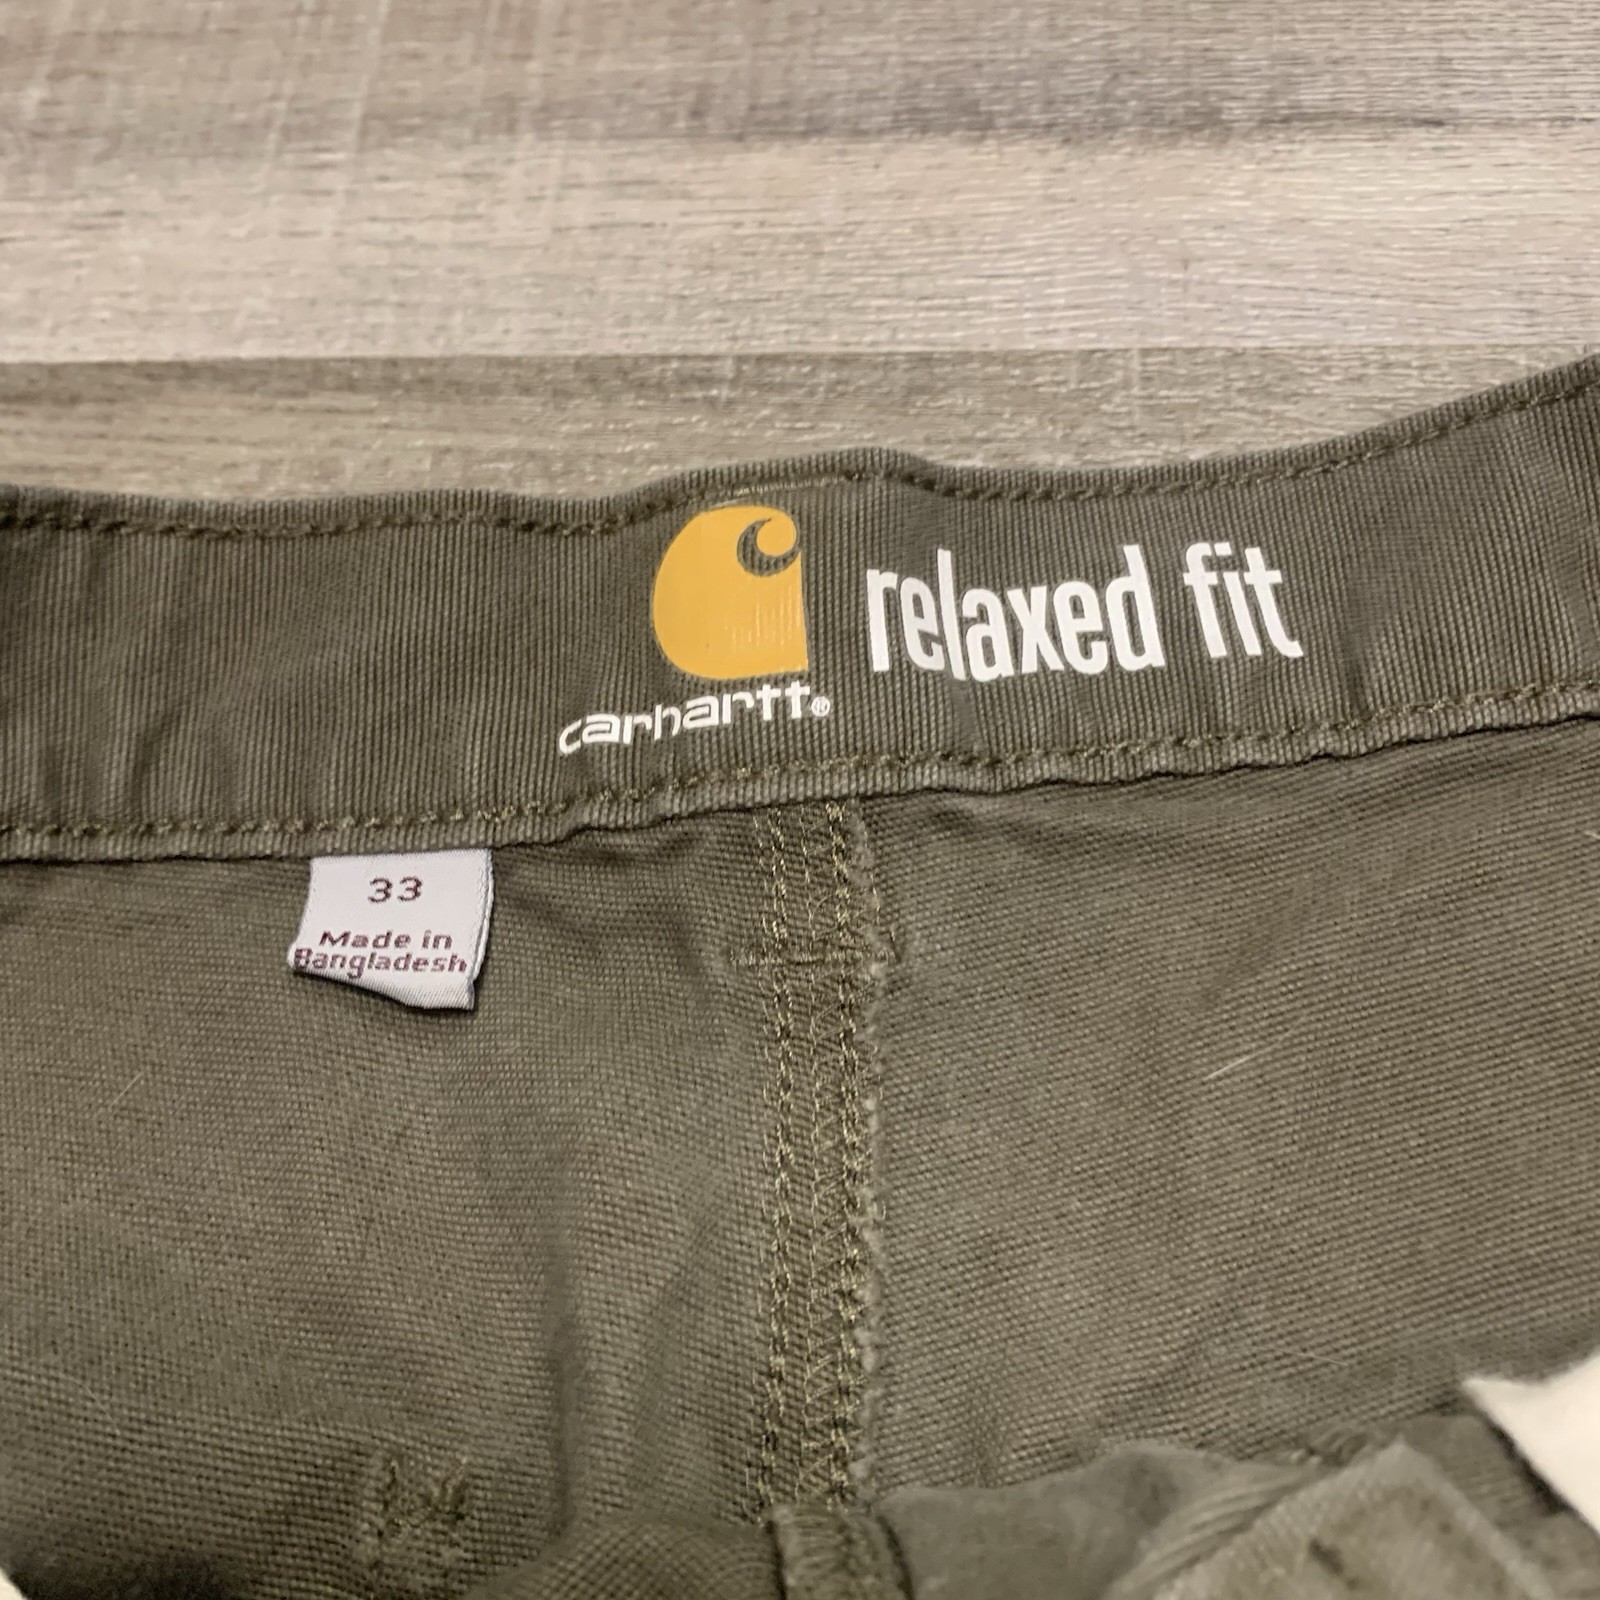 carhartt® relaxed fit
33
Made in
Bangladesh